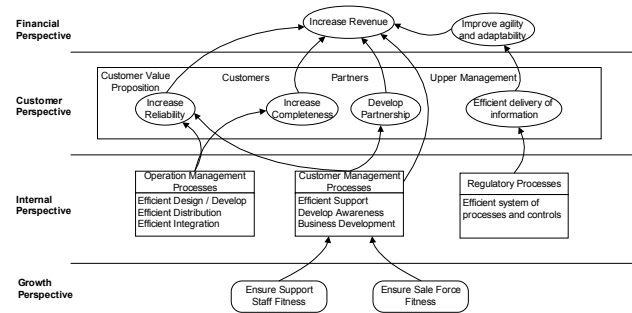 Financial
Perspective
Increase Revenue
Improve agility
and adaptability
Customer
Perspective
Customer Value
Proposition
Customers
Partners
Upper Management
Increase
Reliability
Increase
Completeness
Develop
Partnership
Efficient delivery of
information
Internal
Perspective
Operation Management
Processes
Efficient Design / Develop
Efficient Distribution
Efficient Integration
Customer Management
Processes
Efficient Support
Develop Awareness
Business Development
Regulatory Processes
Efficient system of
processes and controls
Growth
Perspective
Ensure Support
Staff Fitness
Ensure Sale Force
Fitness